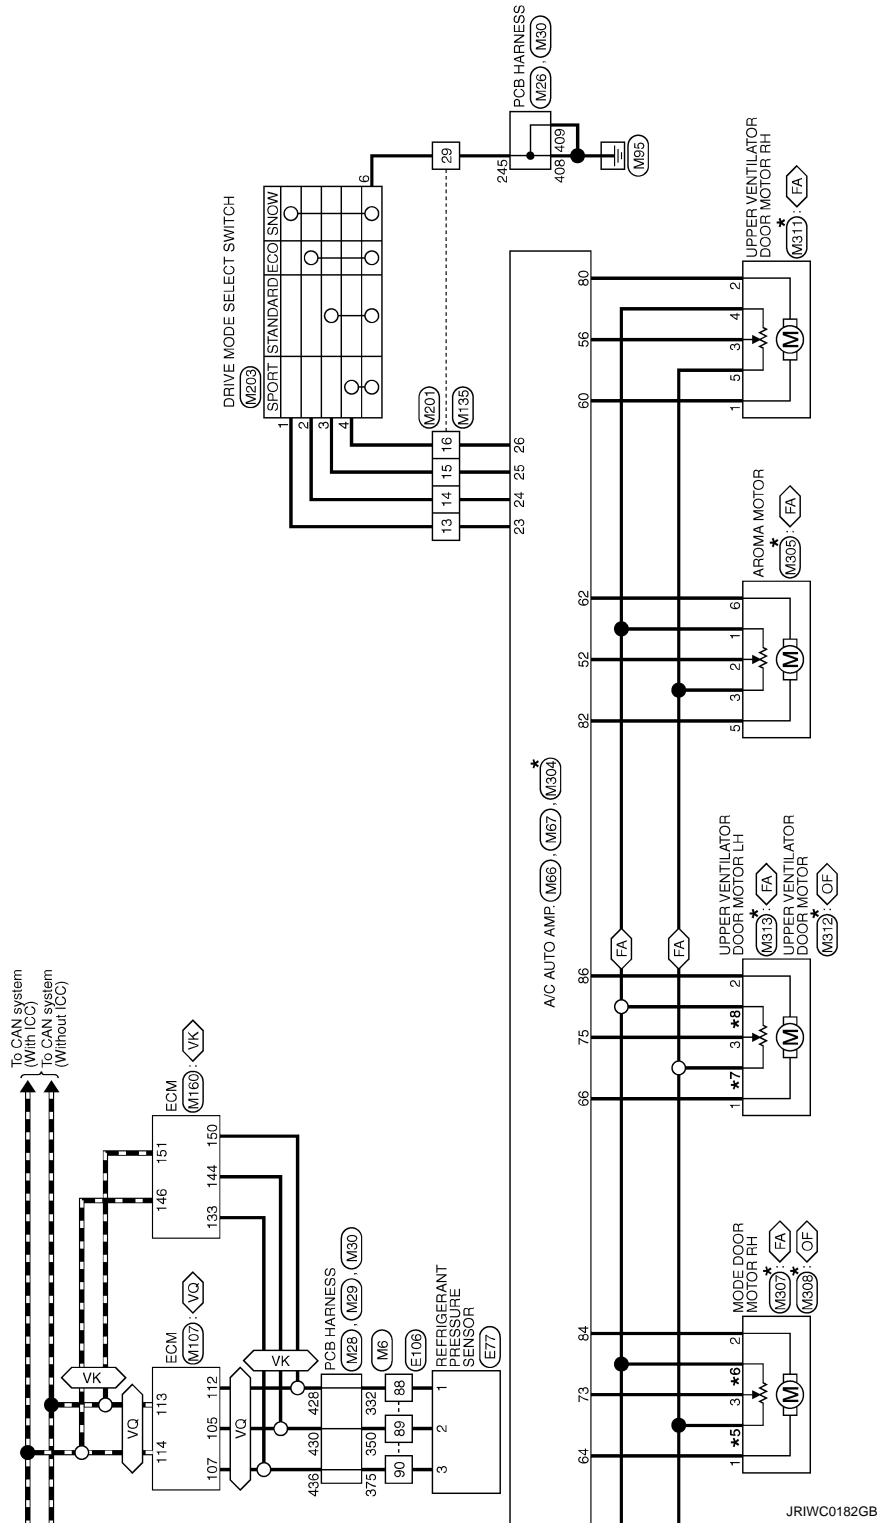 PCB HARNESS
M26 , M30
DRIVE MODE SELECT SWITCH
M203
SPORT STANDARD ECO SNOW
1
2
3
4
6
29
245
408 409
M95
M201
M135
13 14 15 16
23 24 25 26
UPPER VENTILATOR
DOOR MOTOR RH
*
M311 : FA
60 56 80
1 5 3 4 2
M
AROMA MOTOR
*
M305 : FA
82 52 62
5 3 2 1 6
M
A/C AUTO AMP. M66 , M67 , M304
*
FA
FA
UPPER VENTILATOR
DOOR MOTOR LH
*
M313 : FA
UPPER VENTILATOR
DOOR MOTOR
*
M312 : OF
66 75 86
1 *7 3 *8 2
M
MODE DOOR
MOTOR RH
*
M307 : FA
*
M308 : OF
64 73 84
1 *5 3 *6 2
M
To CAN system
(With ICC)
To CAN system
(Without ICC)
ECM
M160 : VK
146 151
133 144 150
ECM
M107 : VQ
VK
VQ
114 113
107 105 112
VQ
VK
PCB HARNESS
M28 , M29 , M30
436 430 428
375 350 332
M6
90 89 88
E106
REFRIGERANT
PRESSURE
SENSOR
E77
3 2 1
JRIWC0182GB